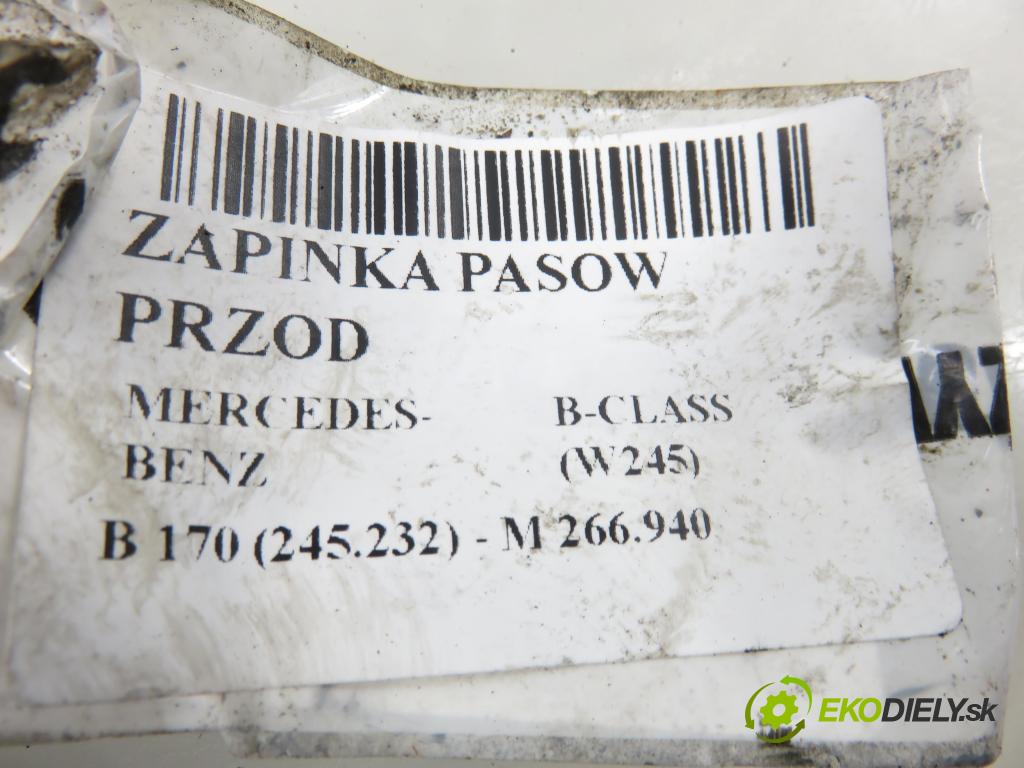 ZAPINKA PASOW
PRZOD
MERCEDES- B-CLASS
BENZ (W245)
B 170 (245.232) - M 266.940
EKODIELY.sk